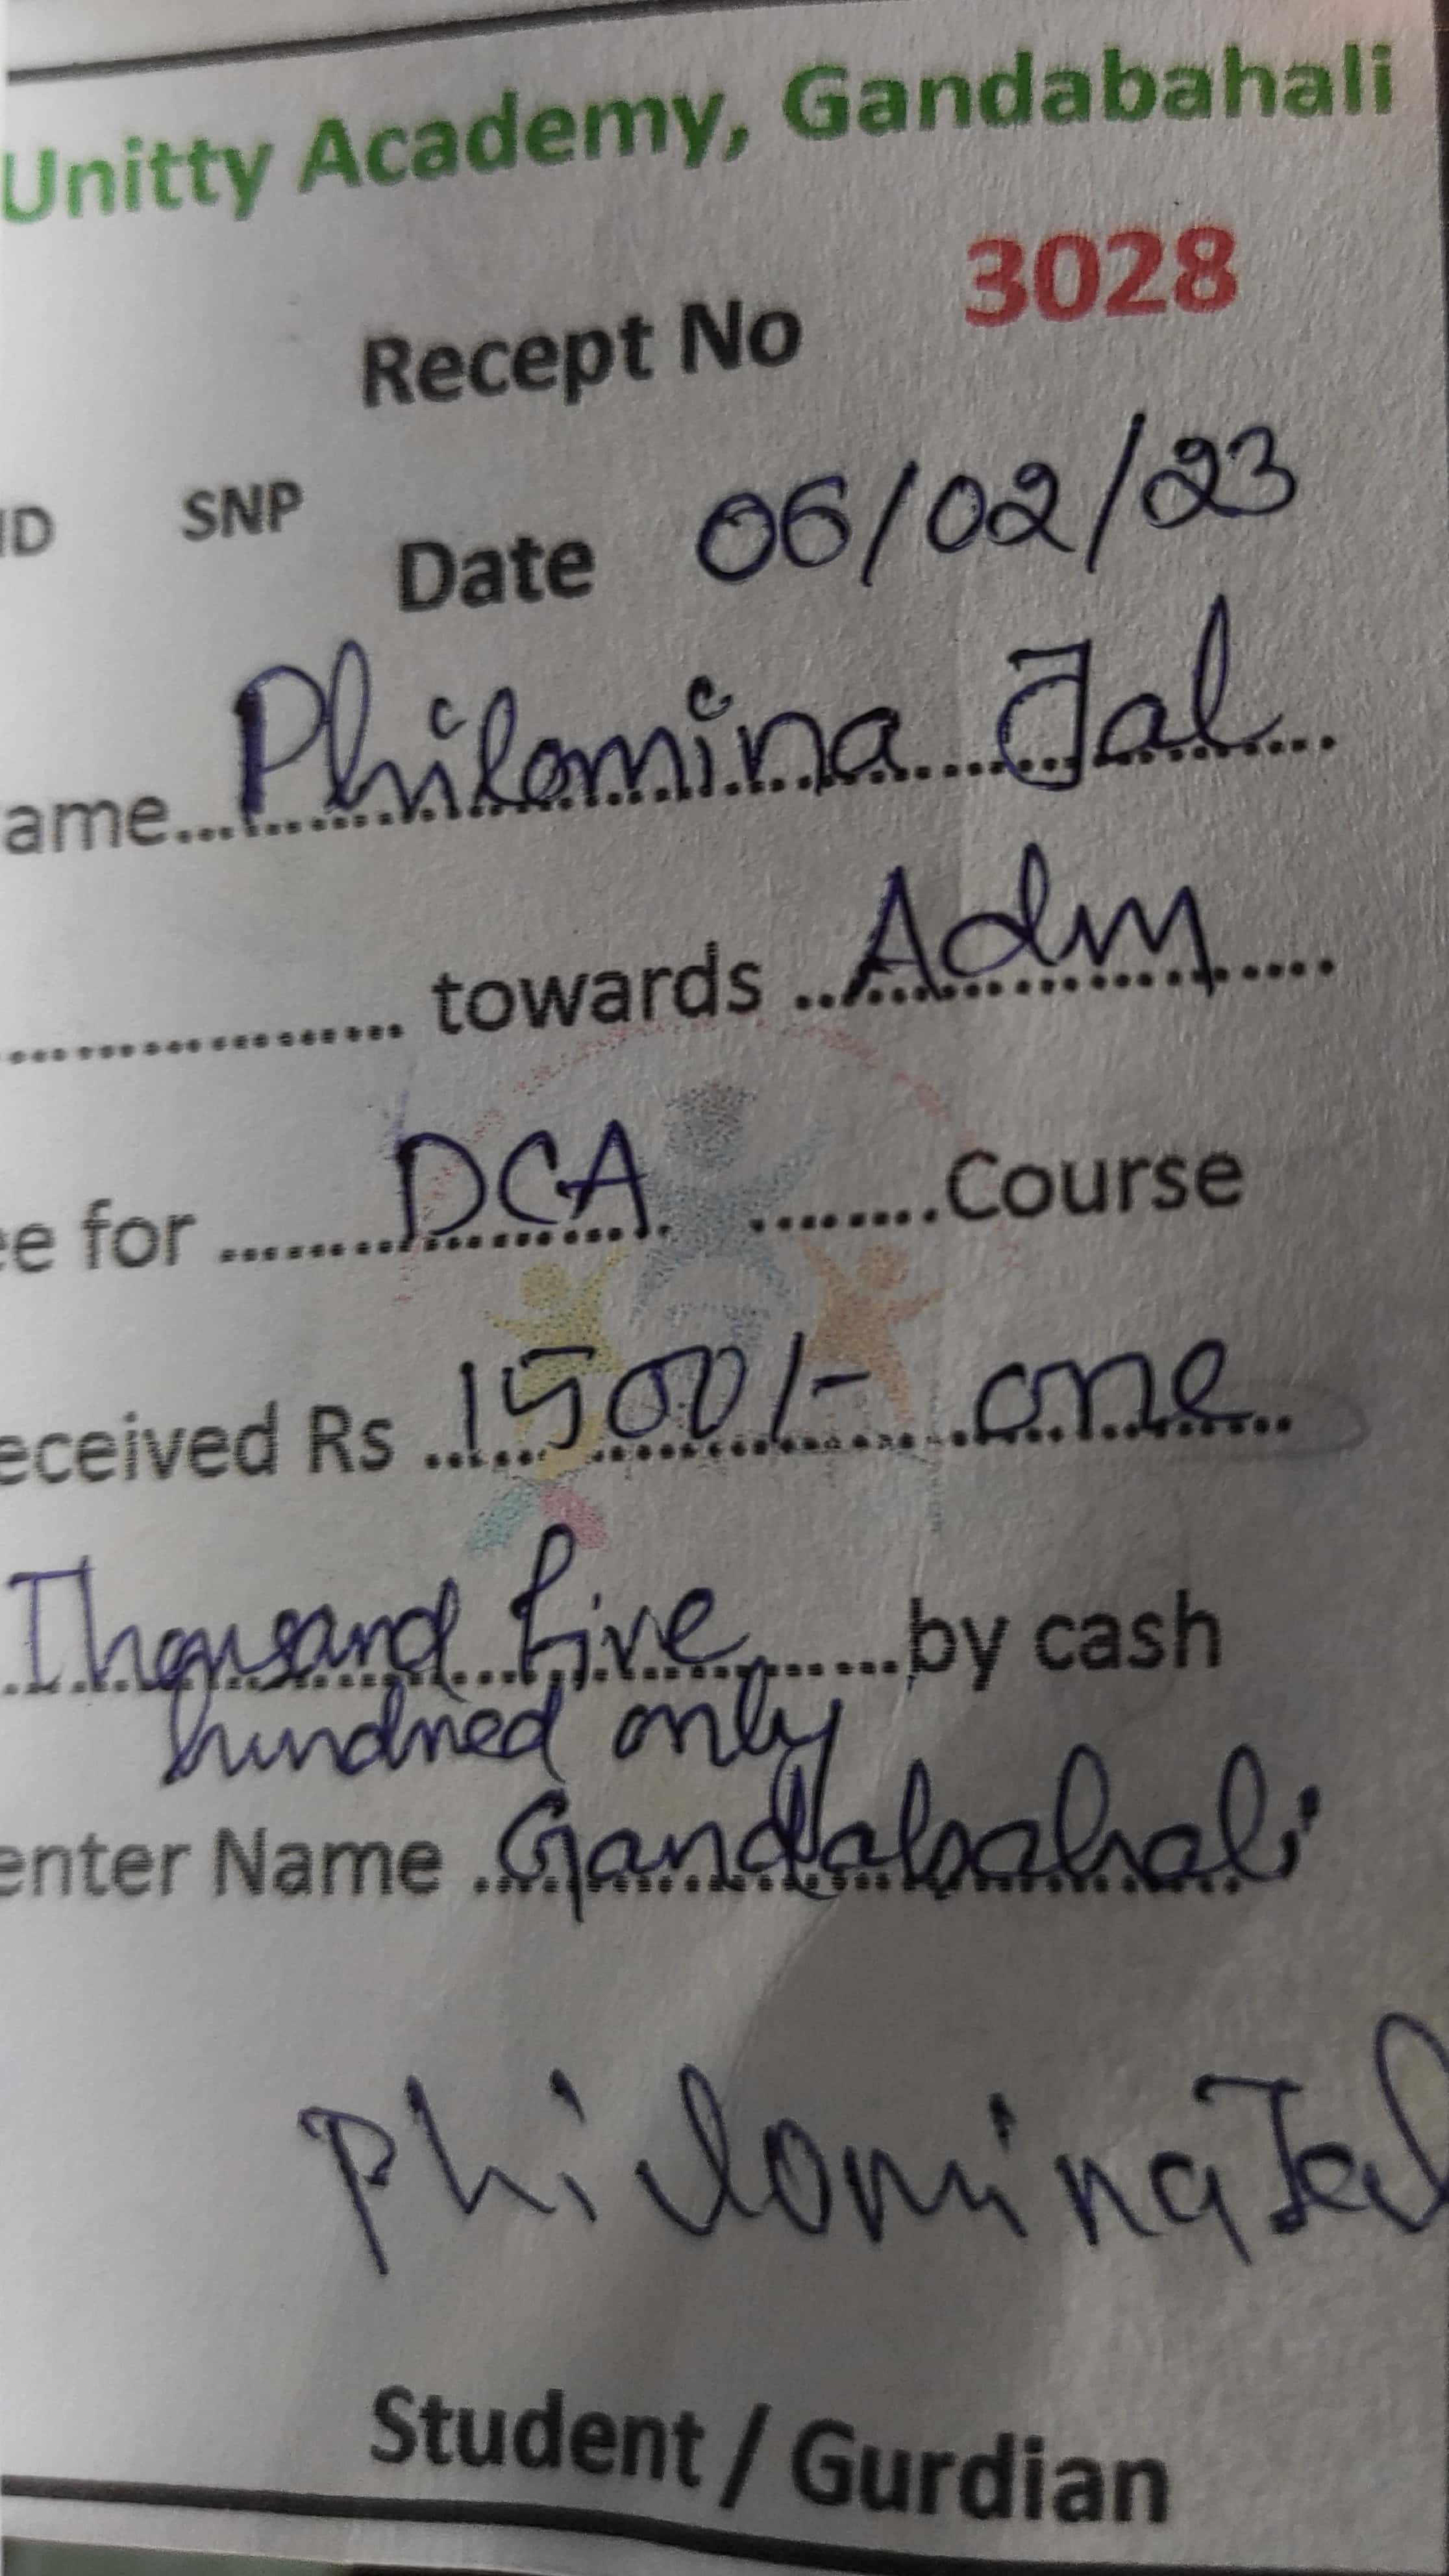 Unitty Academy, Gandabahali
Recept No 3028
ID SNP
Date 06/02/23
ame... Philomina Jal
towards ... Adm
ee for ... DCA ........Course
eceived Rs ... 1500/- one
Thousand five ......by cash
hundred only
enter Name ... Gandabahali
Philomina Jal
Student / Gurdian